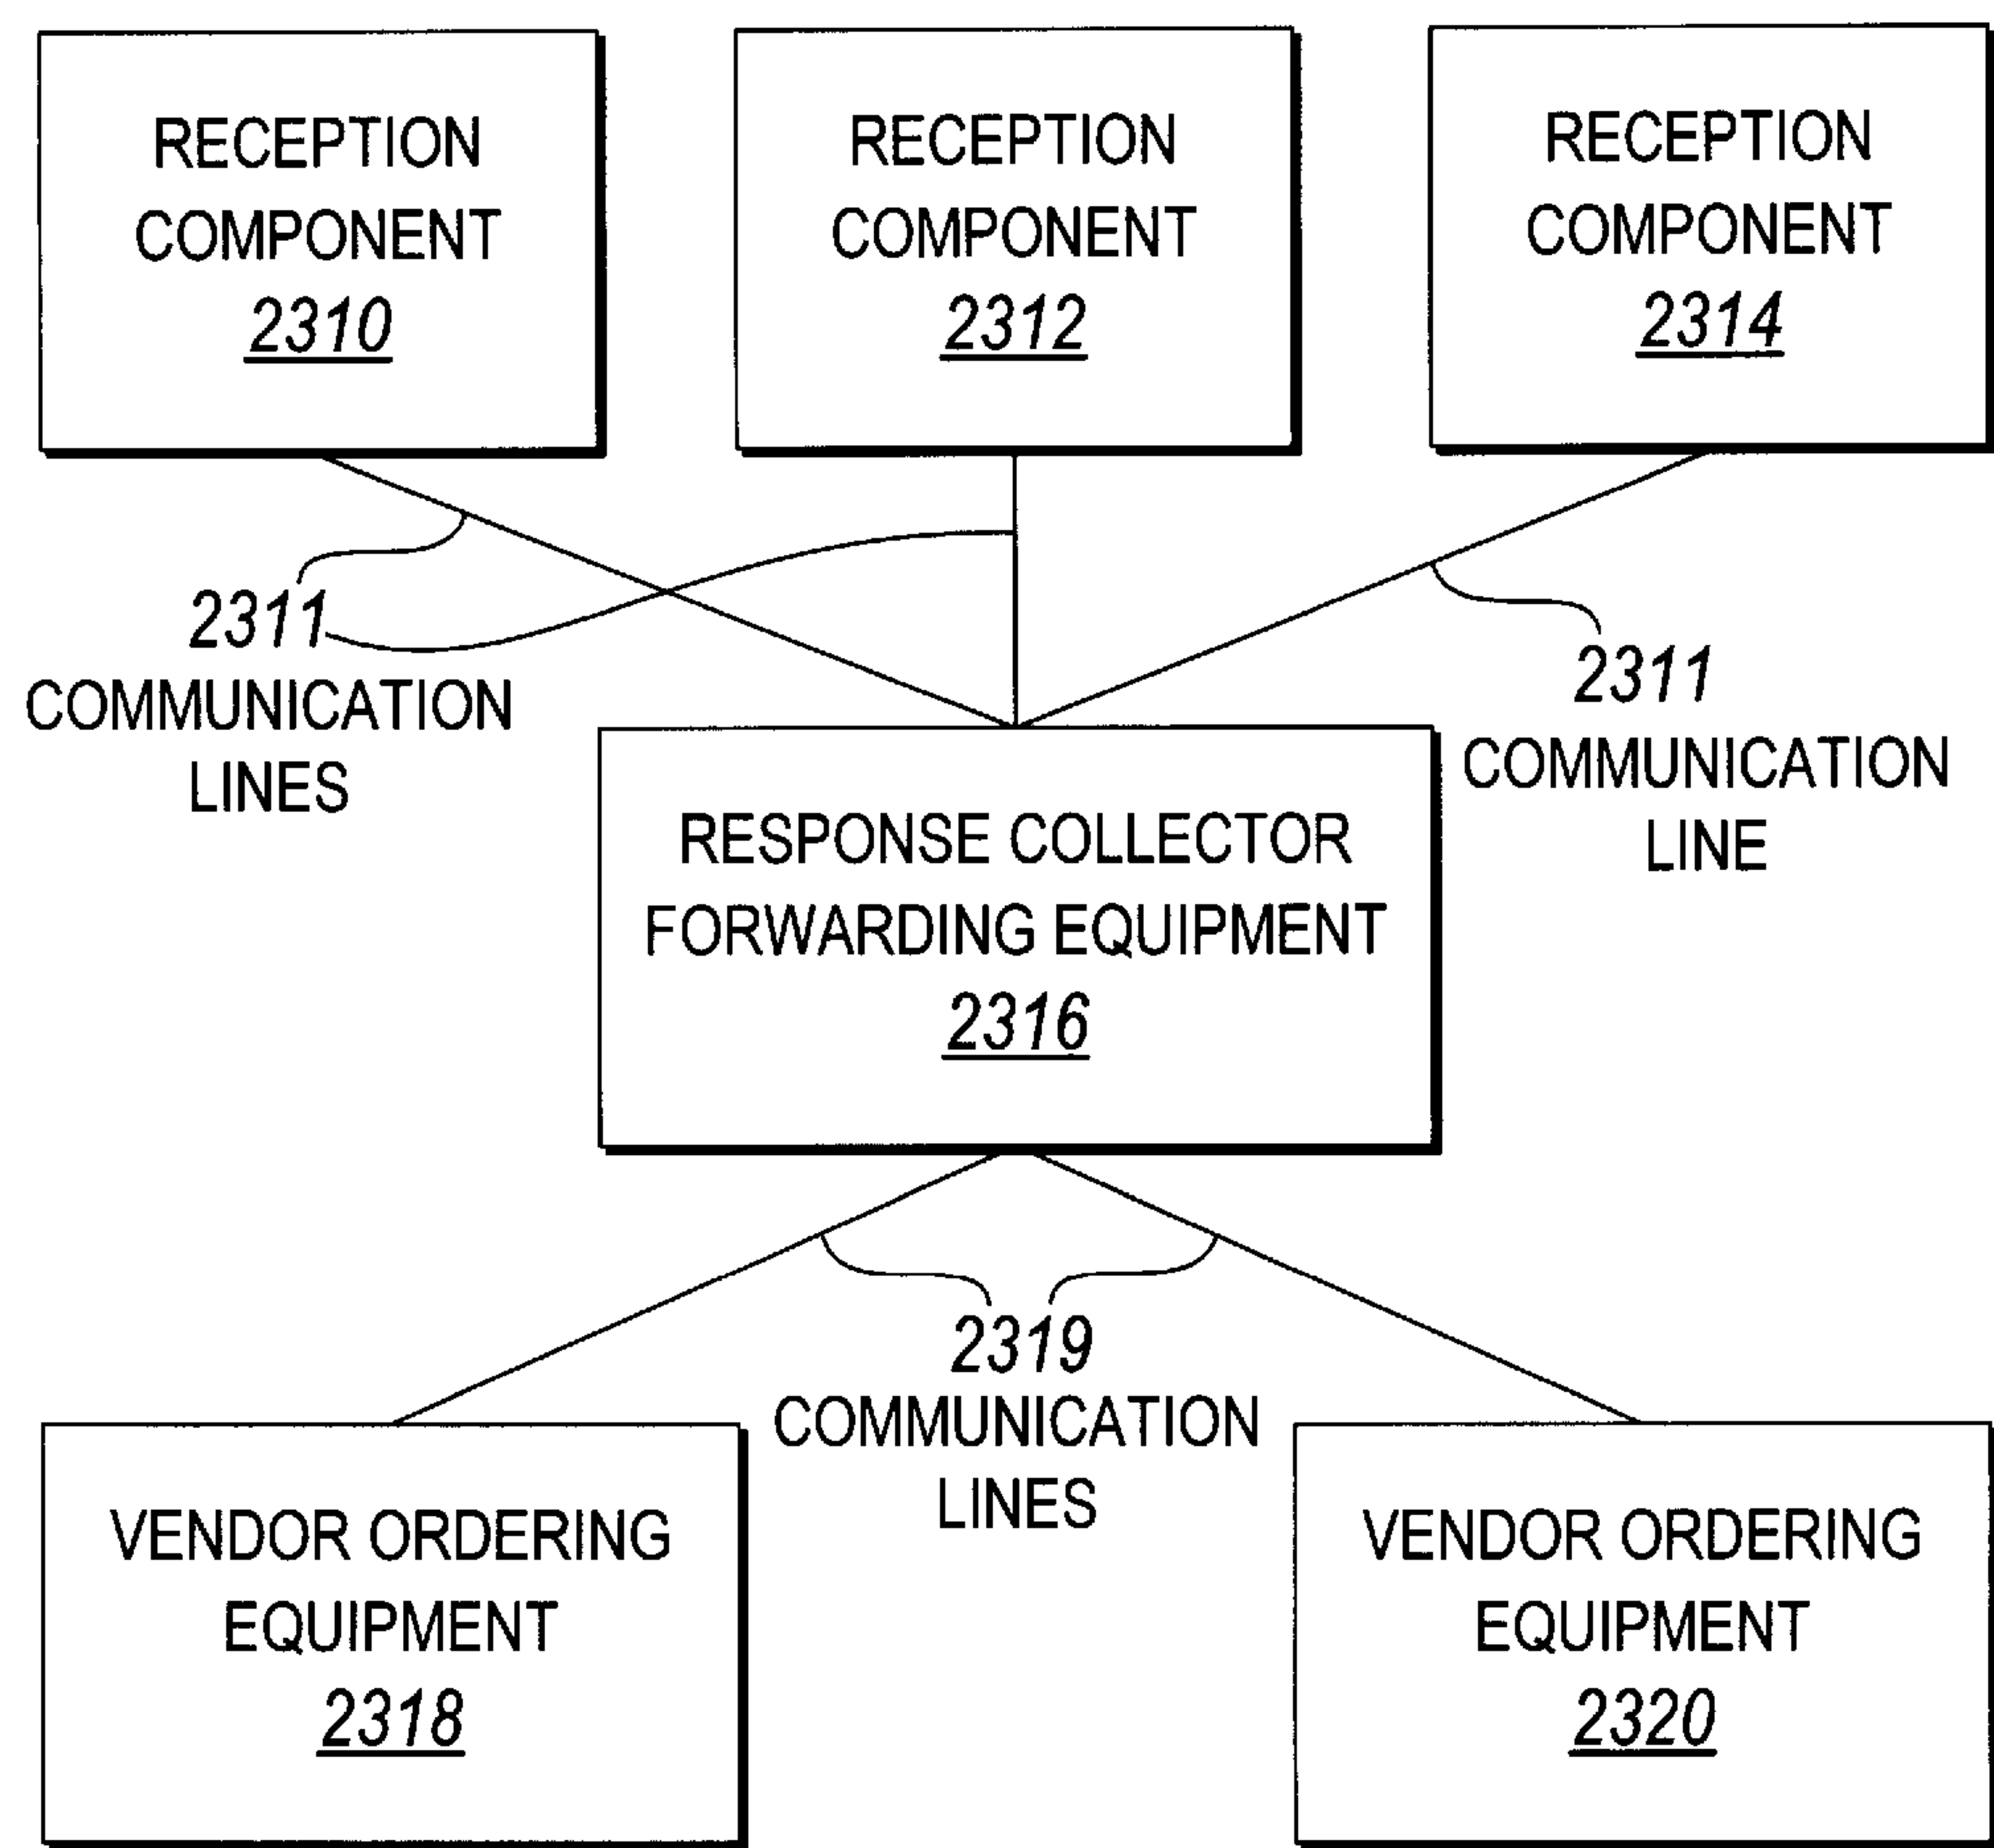 RECEPTION
COMPONENT
2310
RECEPTION
COMPONENT
2312
RECEPTION
COMPONENT
2314
2311
COMMUNICATION
LINES
2311
COMMUNICATION
LINE
RESPONSE COLLECTOR
FORWARDING EQUIPMENT
2316
2319
COMMUNICATION
LINES
VENDOR ORDERING
EQUIPMENT
2318
VENDOR ORDERING
EQUIPMENT
2320